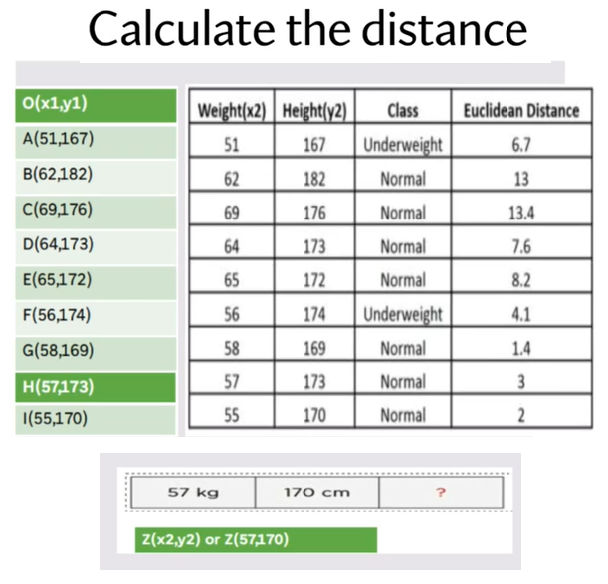 Calculate the distance
O(x1,y1)
A(51,167)
B(62,182)
C(69,176)
D(64,173)
E(65,172)
F(56,174)
G(58,169)
H(57,173)
I(55,170)
Weight(x2) Height(y2) Class Euclidean Distance
51 167 Underweight 6.7
62 182 Normal 13
69 176 Normal 13.4
64 173 Normal 7.6
65 172 Normal 8.2
56 174 Underweight 4.1
58 169 Normal 1.4
57 173 Normal 3
55 170 Normal 2
57 kg 170 cm ?
Z(x2,y2) or Z(57,170)